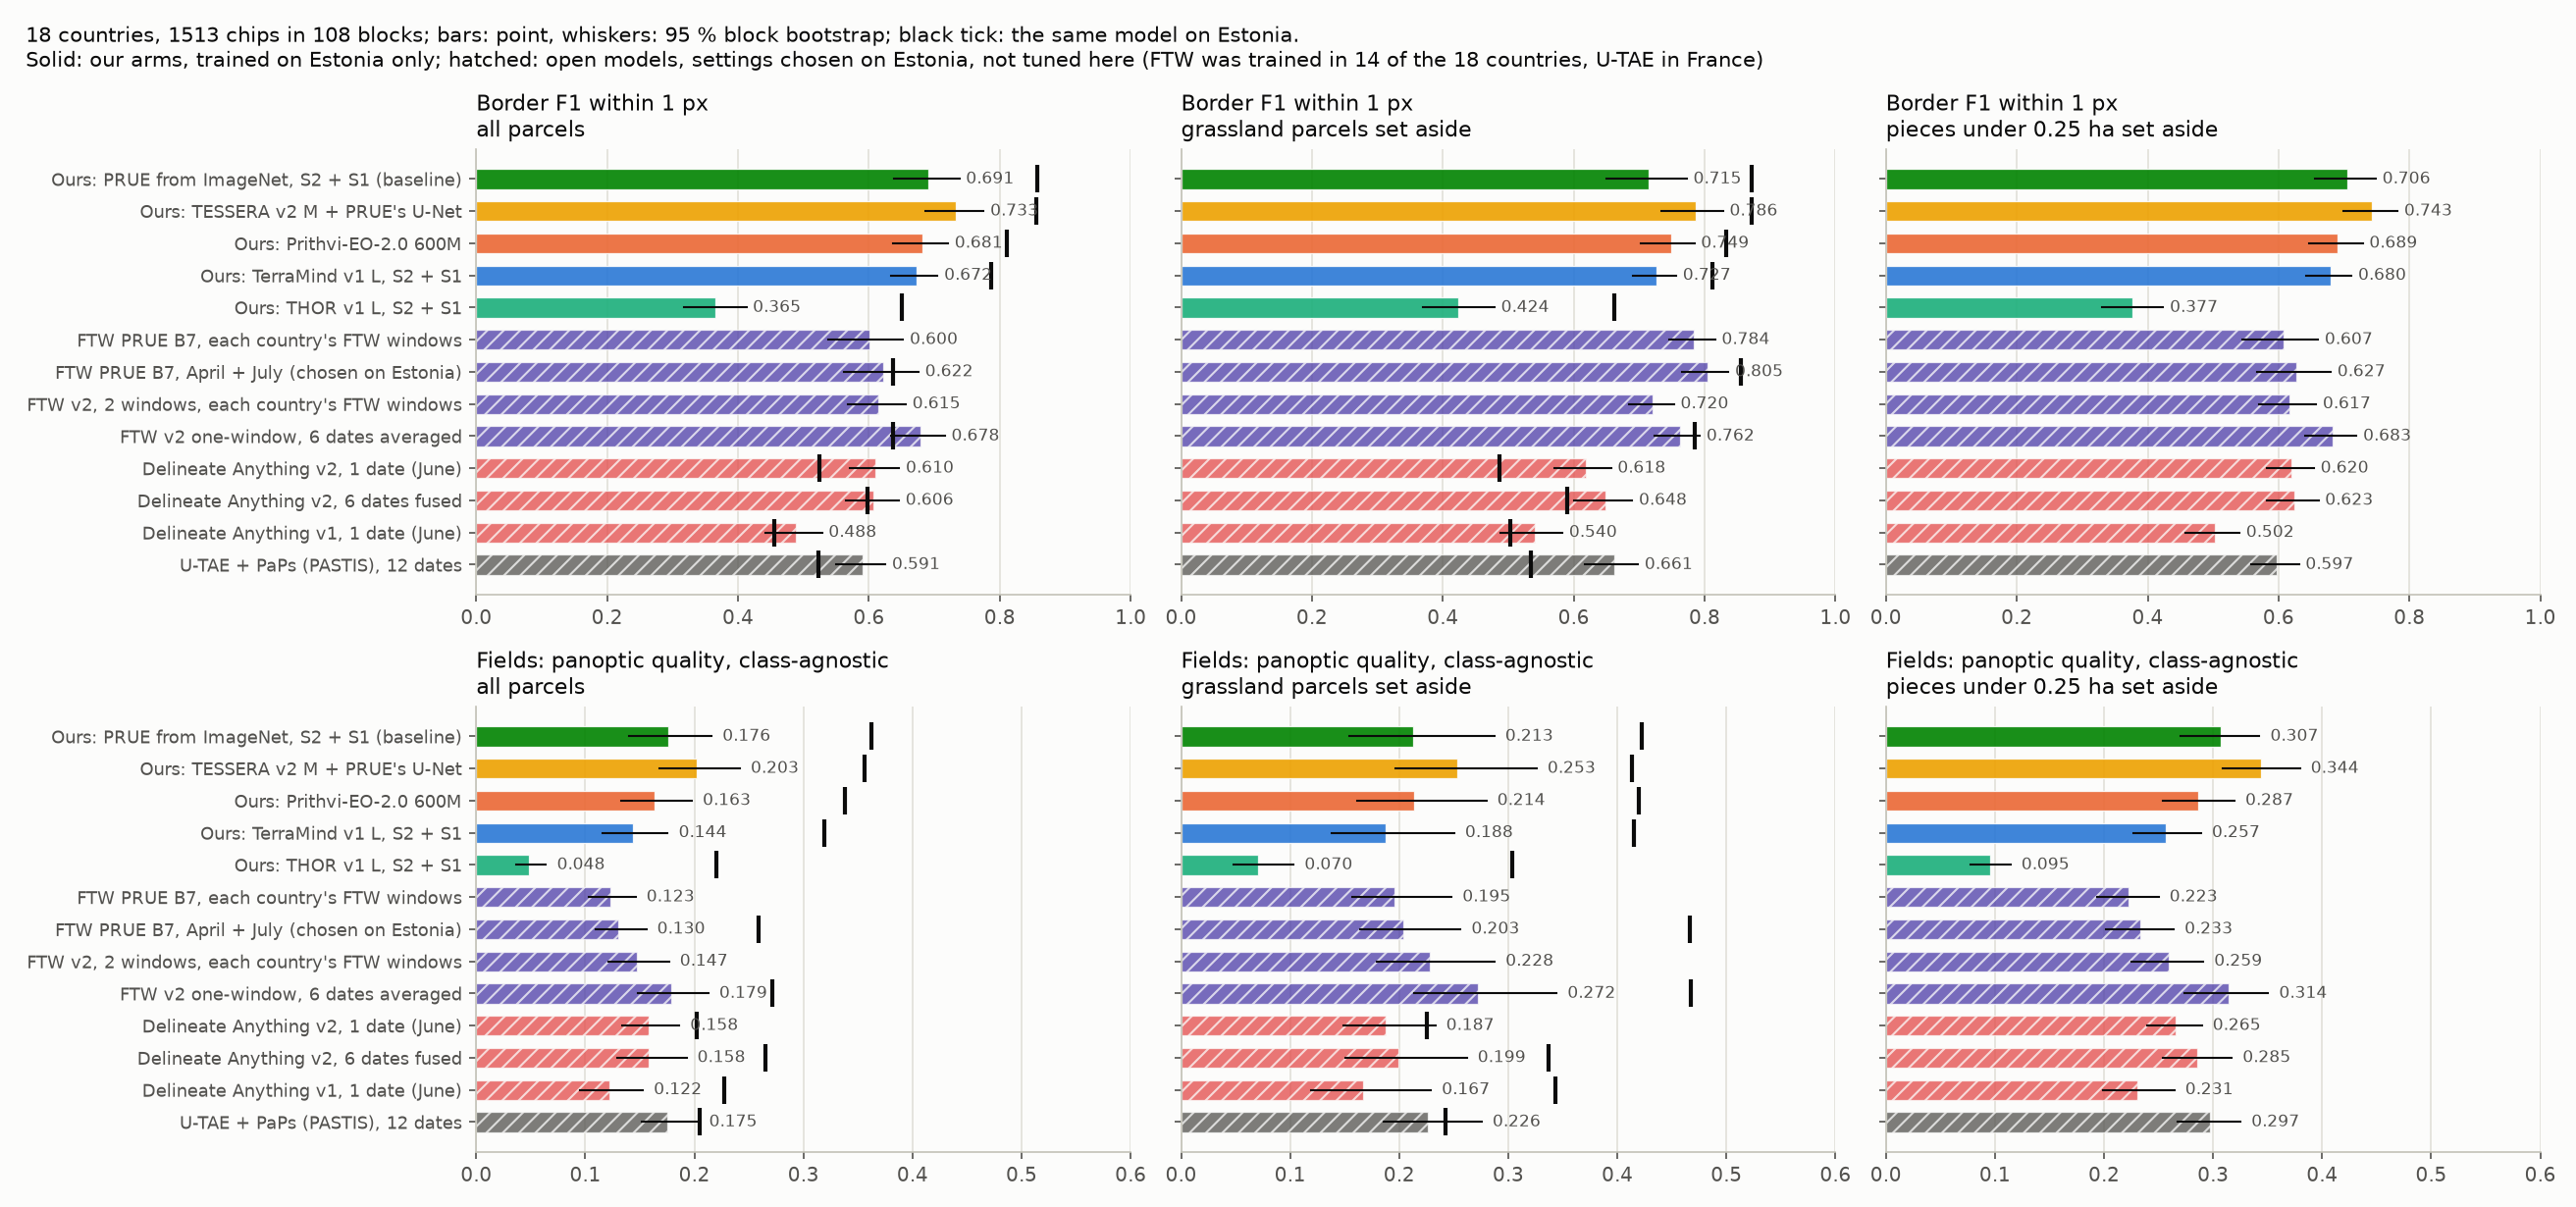 18 countries, 1513 chips in 108 blocks; bars: point, whiskers: 95 % block bootstrap; black tick: the same model on Estonia.
Solid: our arms, trained on Estonia only; hatched: open models, settings chosen on Estonia, not tuned here (FTW was trained in 14 of the 18 countries, U-TAE in France)
Border F1 within 1 px
all parcels
Ours: PRUE from ImageNet, S2 + S1 (baseline) 0.691
Ours: TESSERA v2 M + PRUE's U-Net 0.733
Ours: Prithvi-EO-2.0 600M 0.681
Ours: TerraMind v1 L, S2 + S1 0.672
Ours: THOR v1 L, S2 + S1 0.365
FTW PRUE B7, each country's FTW windows 0.600
FTW PRUE B7, April + July (chosen on Estonia) 0.622
FTW v2, 2 windows, each country's FTW windows 0.615
FTW v2 one-window, 6 dates averaged 0.678
Delineate Anything v2, 1 date (June) 0.610
Delineate Anything v2, 6 dates fused 0.606
Delineate Anything v1, 1 date (June) 0.488
U-TAE + PaPs (PASTIS), 12 dates 0.591
0.0 0.2 0.4 0.6 0.8 1.0
Border F1 within 1 px
grassland parcels set aside
0.715
0.786
0.749
0.727
0.424
0.784
0.805
0.720
0.762
0.618
0.648
0.540
0.661
0.0 0.2 0.4 0.6 0.8 1.0
Border F1 within 1 px
pieces under 0.25 ha set aside
0.706
0.743
0.689
0.680
0.377
0.607
0.627
0.617
0.683
0.620
0.623
0.502
0.597
0.0 0.2 0.4 0.6 0.8 1.0
Fields: panoptic quality, class-agnostic
all parcels
Ours: PRUE from ImageNet, S2 + S1 (baseline) 0.176
Ours: TESSERA v2 M + PRUE's U-Net 0.203
Ours: Prithvi-EO-2.0 600M 0.163
Ours: TerraMind v1 L, S2 + S1 0.144
Ours: THOR v1 L, S2 + S1 0.048
FTW PRUE B7, each country's FTW windows 0.123
FTW PRUE B7, April + July (chosen on Estonia) 0.130
FTW v2, 2 windows, each country's FTW windows 0.147
FTW v2 one-window, 6 dates averaged 0.179
Delineate Anything v2, 1 date (June) 0.158
Delineate Anything v2, 6 dates fused 0.158
Delineate Anything v1, 1 date (June) 0.122
U-TAE + PaPs (PASTIS), 12 dates 0.175
0.0 0.1 0.2 0.3 0.4 0.5 0.6
Fields: panoptic quality, class-agnostic
grassland parcels set aside
0.213
0.253
0.214
0.188
0.070
0.195
0.203
0.228
0.272
0.187
0.199
0.167
0.226
0.0 0.1 0.2 0.3 0.4 0.5 0.6
Fields: panoptic quality, class-agnostic
pieces under 0.25 ha set aside
0.307
0.344
0.287
0.257
0.095
0.223
0.233
0.259
0.314
0.265
0.285
0.231
0.297
0.0 0.1 0.2 0.3 0.4 0.5 0.6